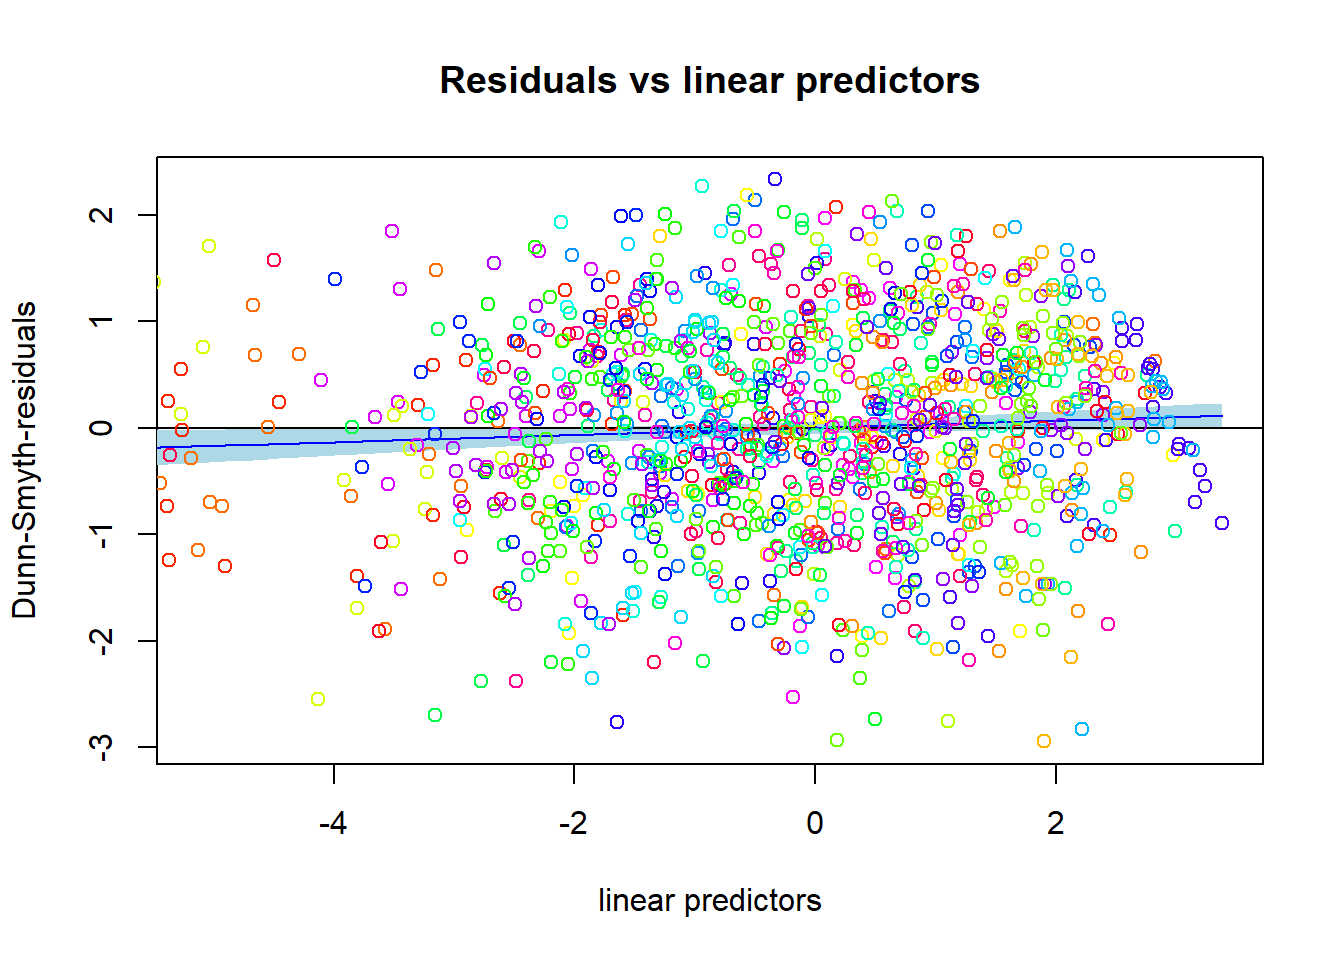 Residuals vs linear predictors
Dunn-Smyth-residuals
2
1
0
-1
-2
-3
-4 -2 0 2
linear predictors